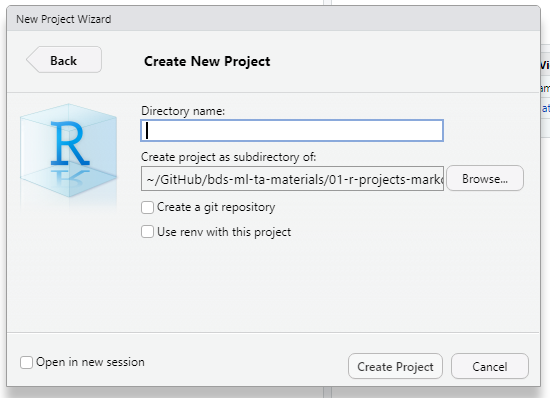 New Project Wizard
Back
Create New Project
R
Directory name:
Create project as subdirectory of:
~/GitHub/bds-ml-ta-materials/01-r-projects-mark
Browse...
Create a git repository
Use renv with this project
Open in new session
Create Project
Cancel